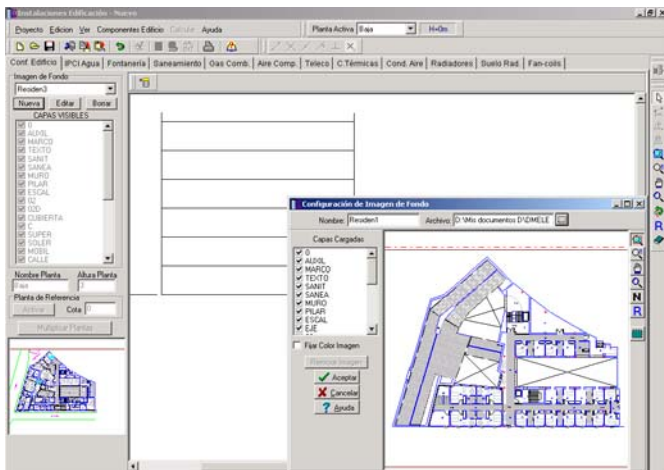 Instalaciones Edificación - Nuevo
Proyecto Edicion Ver Componentes Edificio Calcular Ayuda
Planta Activa Baja H=0m.
Conf. Edificio IPCI Agua Fontanería Saneamiento Gas Comb. Aire Comp. Teleco C.Térmicas Cond. Aire Radiadores Suelo Rad. Fan-coils
Imagen de Fondo
Residen3
Nueva Editar Borrar
CAPAS VISIBLES
0
AUXIL
MARCO
TEXTO
SANIT
SANEA
MURO
PILAR
ESCAL
02
02D
CUBIERTA
C
SUPER
SOLER
MOBIL
CALLE
Nombre Planta Altura Planta
Baja 3
Planta de Referencia
Activar Cota 0
Multiplicar Plantas
Configuración de Imagen de Fondo
Nombre: Residen1 Archivo: D:\Mis documentos D\DMELE
Capas Cargadas
0
AUXIL
MARCO
TEXTO
SANIT
SANEA
MURO
PILAR
ESCAL
EJE
Fijar Color Imagen
Aceptar
Cancelar
Ayuda
N
R
R